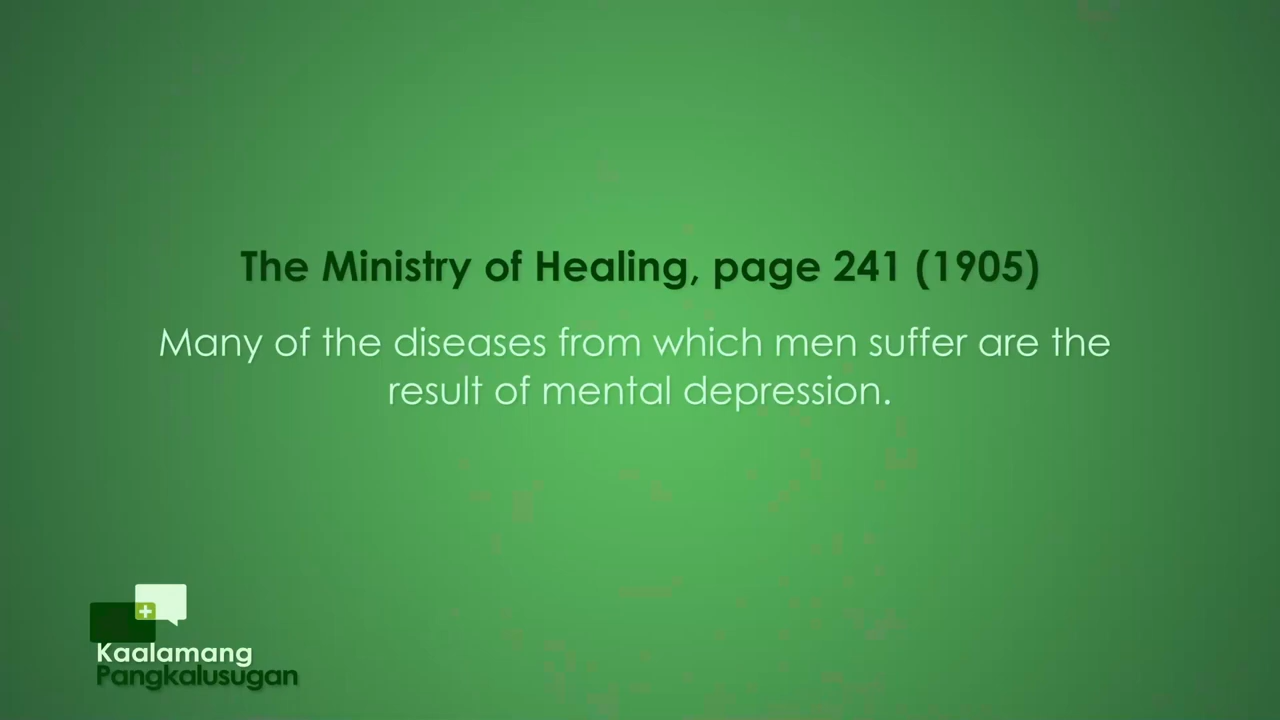 The Ministry of Healing, page 241 (1905)
Many of the diseases from which men suffer are the
result of mental depression.
Kaalamang
Pangkalusugan